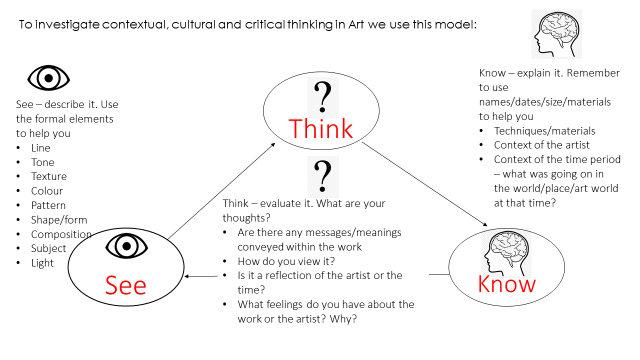 To investigate contextual, cultural and critical thinking in Art we use this model:
See – describe it. Use
the formal elements
to help you
• Line
• Tone
• Texture
• Colour
• Pattern
• Shape/form
• Composition
• Subject
• Light
See
?
Think
?
Think – evaluate it. What are your
thoughts?
• Are there any messages/meanings
conveyed within the work
• How do you view it?
• Is it a reflection of the artist or the
time?
• What feelings do you have about the
work or the artist? Why?
Know – explain it. Remember
to use
names/dates/size/materials
to help you
• Techniques/materials
• Context of the artist
• Context of the time period
– what was going on in
the world/place/art world
at that time?
Know